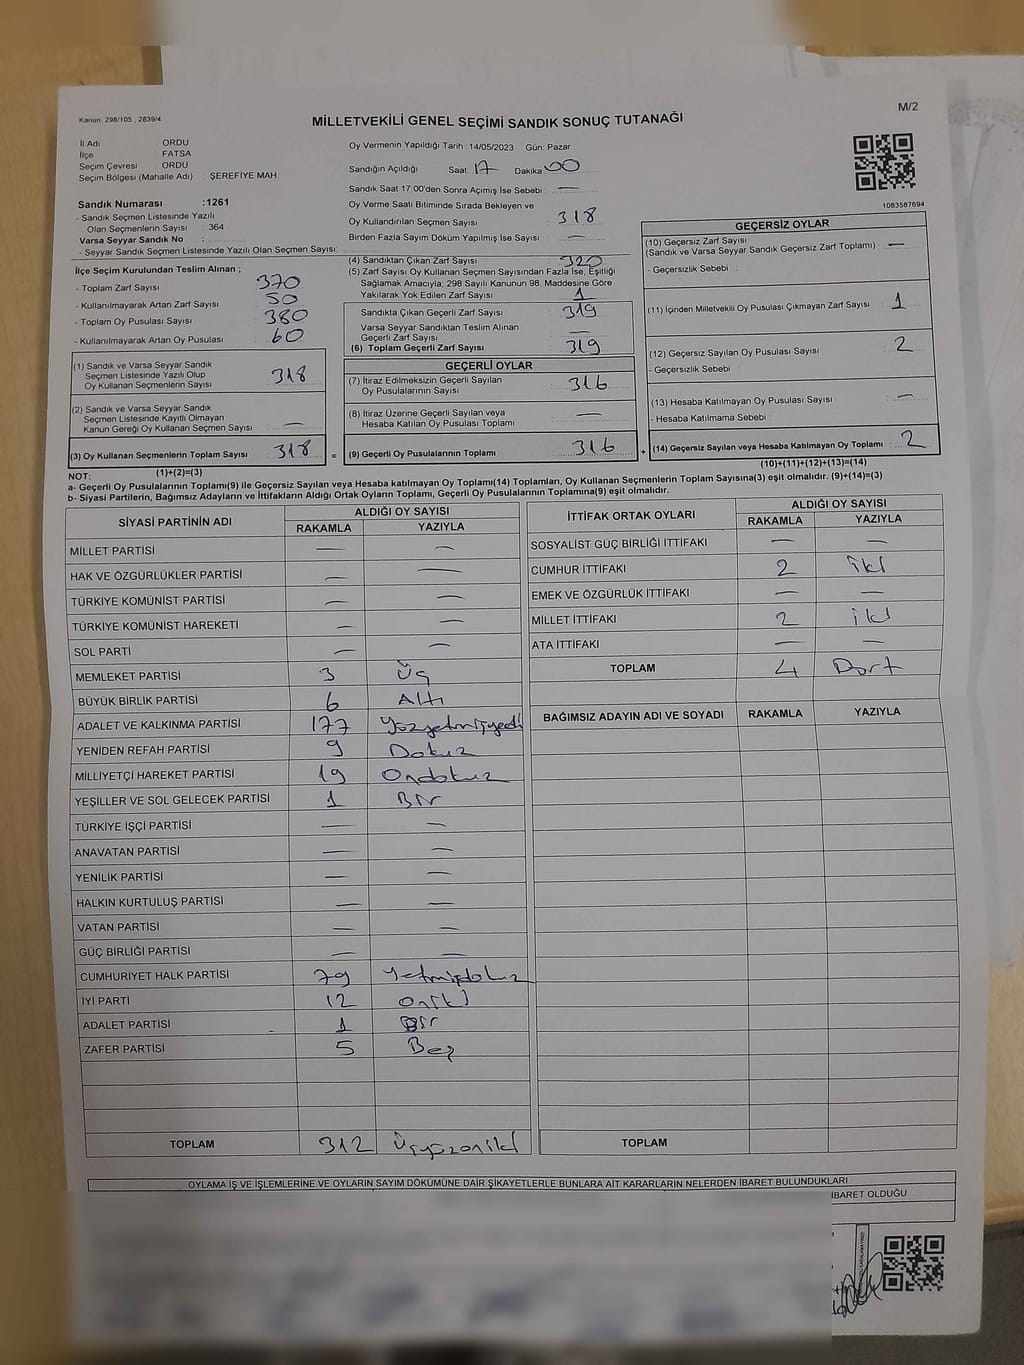 Kanun, 298/105 , 2839/4
MİLLETVEKİLİ GENEL SEÇİMİ SANDIK SONUÇ TUTANAĞI
M/2
İl Adı ORDU
İlçe FATSA
Seçim Çevresi ORDU
Seçim Bölgesi (Mahalle Adı) ŞEREFİYE MAH.
Oy Vermenin Yapıldığı Tarih :14/05/2023 Gün: Pazar
Sandığın Açıldığı Saat: 17 Dakika 00
Sandık Saat 17:00'den Sonra Açımış İse Sebebi : —
Oy Verme Saati Bitiminde Sırada Bekleyen ve
Oy Kullandırılan Seçmen Sayısı : 318
Birden Fazla Sayım Döküm Yapılmış İse Sayısı : —
Sandık Numarası :1261
- Sandık Seçmen Listesinde Yazılı
Olan Seçmenlerin Sayısı : 364
Varsa Seyyar Sandık No :
- Seyyar Sandık Seçmen Listesinde Yazılı Olan Seçmen Sayısı:
1083587694
İlçe Seçim Kurulundan Teslim Alınan ;
- Toplam Zarf Sayısı : 370
- Kullanılmayarak Artan Zarf Sayısı : 50
- Toplam Oy Pusulası Sayısı : 380
- Kullanılmayarak Artan Oy Pusulası : 60
(1) Sandık ve Varsa Seyyar Sandık
Seçmen Listesinde Yazılı Olup
Oy Kullanan Seçmenlerin Sayısı : 318
(2) Sandık ve Varsa Seyyar Sandık
Seçmen Listesinde Kayıtlı Olmayan
Kanun Gereği Oy Kullanan Seçmen Sayısı : —
(3) Oy Kullanan Seçmenlerin Toplam Sayısı : 318
(4) Sandıktan Çıkan Zarf Sayısı : 320
(5) Zarf Sayısı Oy Kullanan Seçmen Sayısından Fazla İse, Eşitliği
Sağlamak Amacıyla; 298 Sayılı Kanunun 98. Maddesine Göre
Yakılarak Yok Edilen Zarf Sayısı : 1
Sandıkta Çıkan Geçerli Zarf Sayısı : 319
Varsa Seyyar Sandıktan Teslim Alınan
Geçerli Zarf Sayısı : —
(6) Toplam Geçerli Zarf Sayısı : 319
GEÇERLİ OYLAR
(7) İtiraz Edilmeksizin Geçerli Sayılan
Oy Pusulalarının Sayısı : 316
(8) İtiraz Üzerine Geçerli Sayılan veya
Hesaba Katılan Oy Pusulası Toplamı : —
= (9) Geçerli Oy Pusulalarının Toplamı : 316
GEÇERSİZ OYLAR
(10) Geçersiz Zarf Sayısı
(Sandık ve Varsa Seyyar Sandık Geçersiz Zarf Toplamı) : —
- Geçersizlik Sebebi :
(11) İçinden Milletvekili Oy Pusulası Çıkmayan Zarf Sayısı : 1
(12) Geçersiz Sayılan Oy Pusulası Sayısı : 2
- Geçersizlik Sebebi :
(13) Hesaba Katılmayan Oy Pusulası Sayısı : —
- Hesaba Katılmama Sebebi :
+ (14) Geçersiz Sayılan veya Hesaba Katılmayan Oy Toplamı : 2
(1)+(2)=(3)
(10)+(11)+(12)+(13)=(14)
NOT:
a- Geçerli Oy Pusulalarının Toplamı(9) ile Geçersiz Sayılan veya Hesaba katılmayan Oy Toplamı(14) Toplamları, Oy Kullanan Seçmenlerin Toplam Sayısına(3) eşit olmalıdır. (9)+(14)=(3)
b- Siyasi Partilerin, Bağımsız Adayların ve İttifakların Aldığı Ortak Oyların Toplamı, Geçerli Oy Pusulalarının Toplamına(9) eşit olmalıdır.
SİYASİ PARTİNİN ADI ALDIĞI OY SAYISI
RAKAMLA YAZIYLA
MİLLET PARTİSİ — —
HAK VE ÖZGÜRLÜKLER PARTİSİ — —
TÜRKİYE KOMÜNİST PARTİSİ — —
TÜRKİYE KOMÜNİST HAREKETİ — —
SOL PARTİ — —
MEMLEKET PARTİSİ 3 Üç
BÜYÜK BİRLİK PARTİSİ 6 Altı
ADALET VE KALKINMA PARTİSİ 177 Yüzyetmişyedi
YENİDEN REFAH PARTİSİ 9 Dokuz
MİLLİYETÇİ HAREKET PARTİSİ 19 Ondokuz
YEŞİLLER VE SOL GELECEK PARTİSİ 1 Bir
TÜRKİYE İŞÇİ PARTİSİ — —
ANAVATAN PARTİSİ — —
YENİLİK PARTİSİ — —
HALKIN KURTULUŞ PARTİSİ — —
VATAN PARTİSİ — —
GÜÇ BİRLİĞİ PARTİSİ — —
CUMHURİYET HALK PARTİSİ 79 Yetmişdokuz
İYİ PARTİ 12 Oniki
ADALET PARTİSİ 1 Bir
ZAFER PARTİSİ 5 Beş
TOPLAM 312 Üçyüzoniki
İTTİFAK ORTAK OYLARI ALDIĞI OY SAYISI
RAKAMLA YAZIYLA
SOSYALİST GÜÇ BİRLİĞİ İTTİFAKI — —
CUMHUR İTTİFAKI 2 iki
EMEK VE ÖZGÜRLÜK İTTİFAKI — —
MİLLET İTTİFAKI 2 iki
ATA İTTİFAKI — —
TOPLAM 4 Dört
BAĞIMSIZ ADAYIN ADI VE SOYADI RAKAMLA YAZIYLA
TOPLAM
OYLAMA İŞ VE İŞLEMLERİNE VE OYLARIN SAYIM DÖKÜMÜNE DAİR ŞİKAYETLERLE BUNLARA AİT KARARLARIN NELERDEN İBARET BULUNDUKLARI
İBARET OLDUĞU